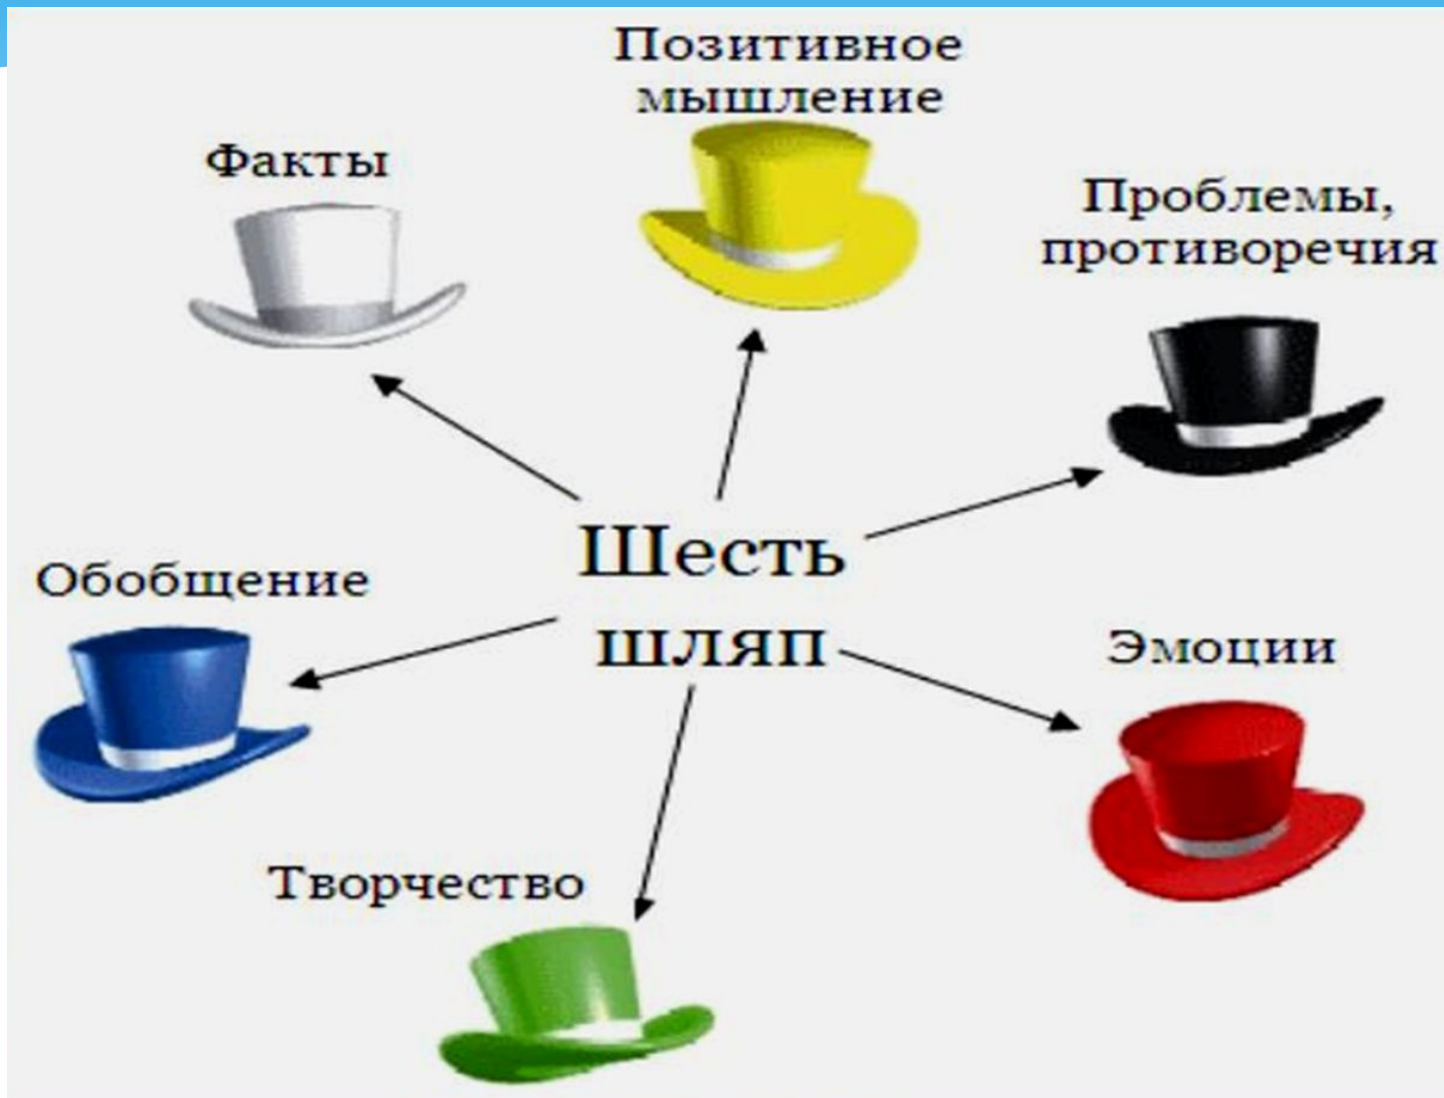 Позитивное
мышление
Факты
Проблемы,
противоречия
Шесть
шляп
Обобщение
Эмоции
Творчество